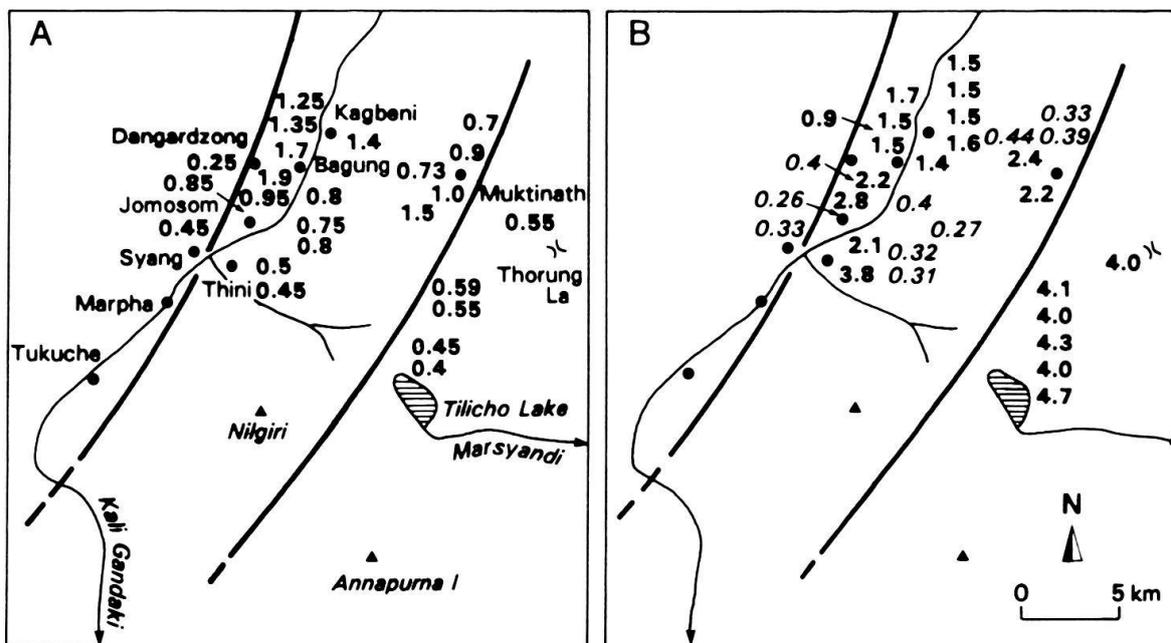 A
1.25
Kagbeni
1.35
0.7
Dangardzong
1.4
0.25
1.7
Bagung
0.9
0.85
1.9
0.73
Jomosom
0.95
0.8
1.0
Muktinath
0.45
0.75
1.5
0.55
Syang
0.8
0.5
Thorung
La
Marpha
Thini
0.45
0.59
0.55
Tukuche
0.45
0.4
Tilicho Lake
Nilgiri
Marsyandi
Kali Gandaki
Annapurna I
B
1.5
1.7
1.5
0.33
0.9
1.5
1.5
0.44
0.39
1.5
1.6
0.4
1.4
2.4
2.2
0.26
2.8
0.4
2.2
0.33
0.27
2.1
0.32
4.0
3.8
0.31
4.1
4.0
4.3
4.0
4.7
N
0
5 km